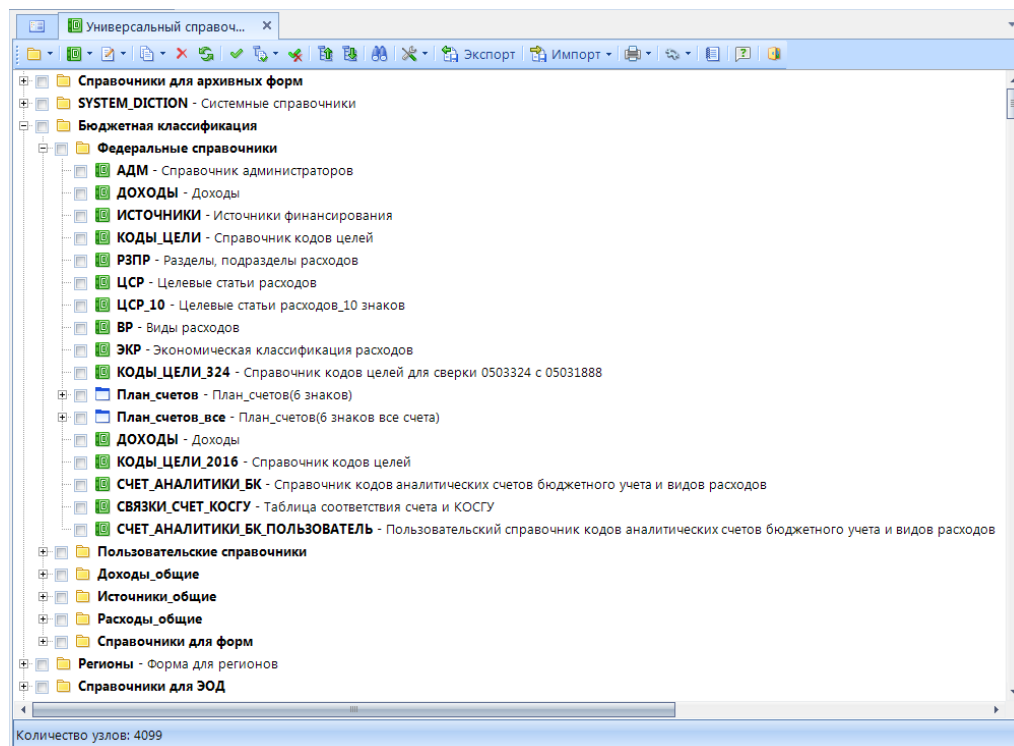 Универсальный справоч...
Экспорт Импорт
Справочники для архивных форм
SYSTEM_DICTION - Системные справочники
Бюджетная классификация
Федеральные справочники
АДМ - Справочник администраторов
ДОХОДЫ - Доходы
ИСТОЧНИКИ - Источники финансирования
КОДЫ_ЦЕЛИ - Справочник кодов целей
РЗПР - Разделы, подразделы расходов
ЦСР - Целевые статьи расходов
ЦСР_10 - Целевые статьи расходов_10 знаков
ВР - Виды расходов
ЭКР - Экономическая классификация расходов
КОДЫ_ЦЕЛИ_324 - Справочник кодов целей для сверки 0503324 с 05031888
План_счетов - План_счетов(6 знаков)
План_счетов_все - План_счетов(6 знаков все счета)
ДОХОДЫ - Доходы
КОДЫ_ЦЕЛИ_2016 - Справочник кодов целей
СЧЕТ_АНАЛИТИКИ_БК - Справочник кодов аналитических счетов бюджетного учета и видов расходов
СВЯЗКИ_СЧЕТ_КОСГУ - Таблица соответствия счета и КОСГУ
СЧЕТ_АНАЛИТИКИ_БК_ПОЛЬЗОВАТЕЛЬ - Пользовательский справочник кодов аналитических счетов бюджетного учета и видов расходов
Пользовательские справочники
Доходы_общие
Источники_общие
Расходы_общие
Справочники для форм
Регионы - Форма для регионов
Справочники для ЭОД
Количество узлов: 4099